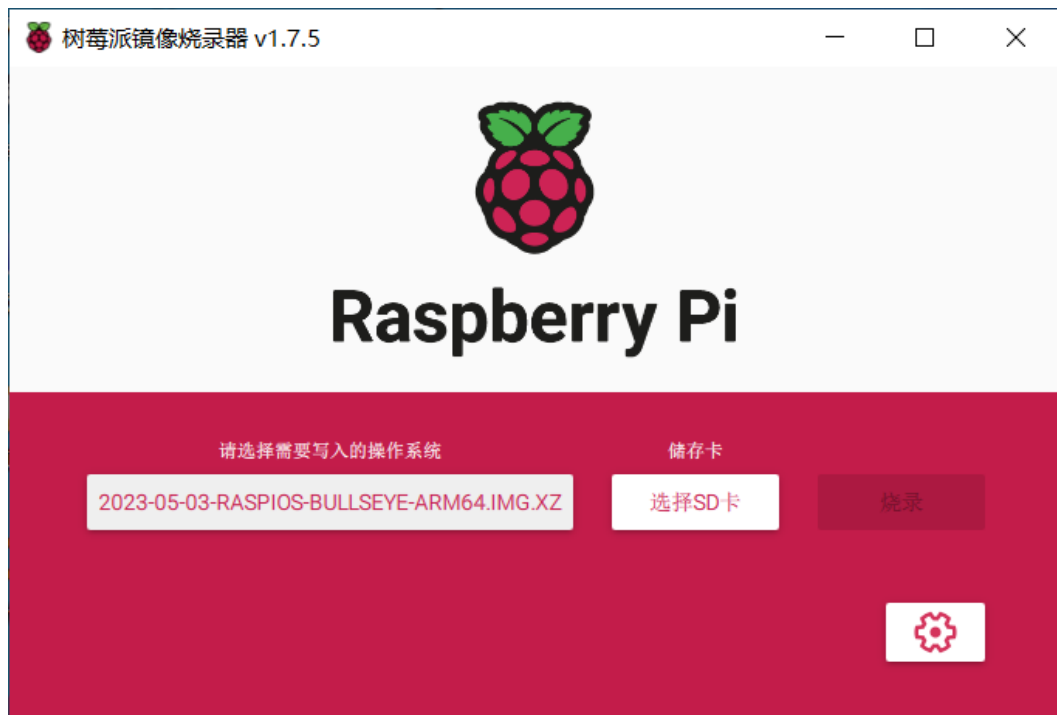 树莓派镜像烧录器 v1.7.5
Raspberry Pi
请选择需要写入的操作系统
储存卡
2023-05-03-RASPIOS-BULLSEYE-ARM64.IMG.XZ
选择SD卡
烧录